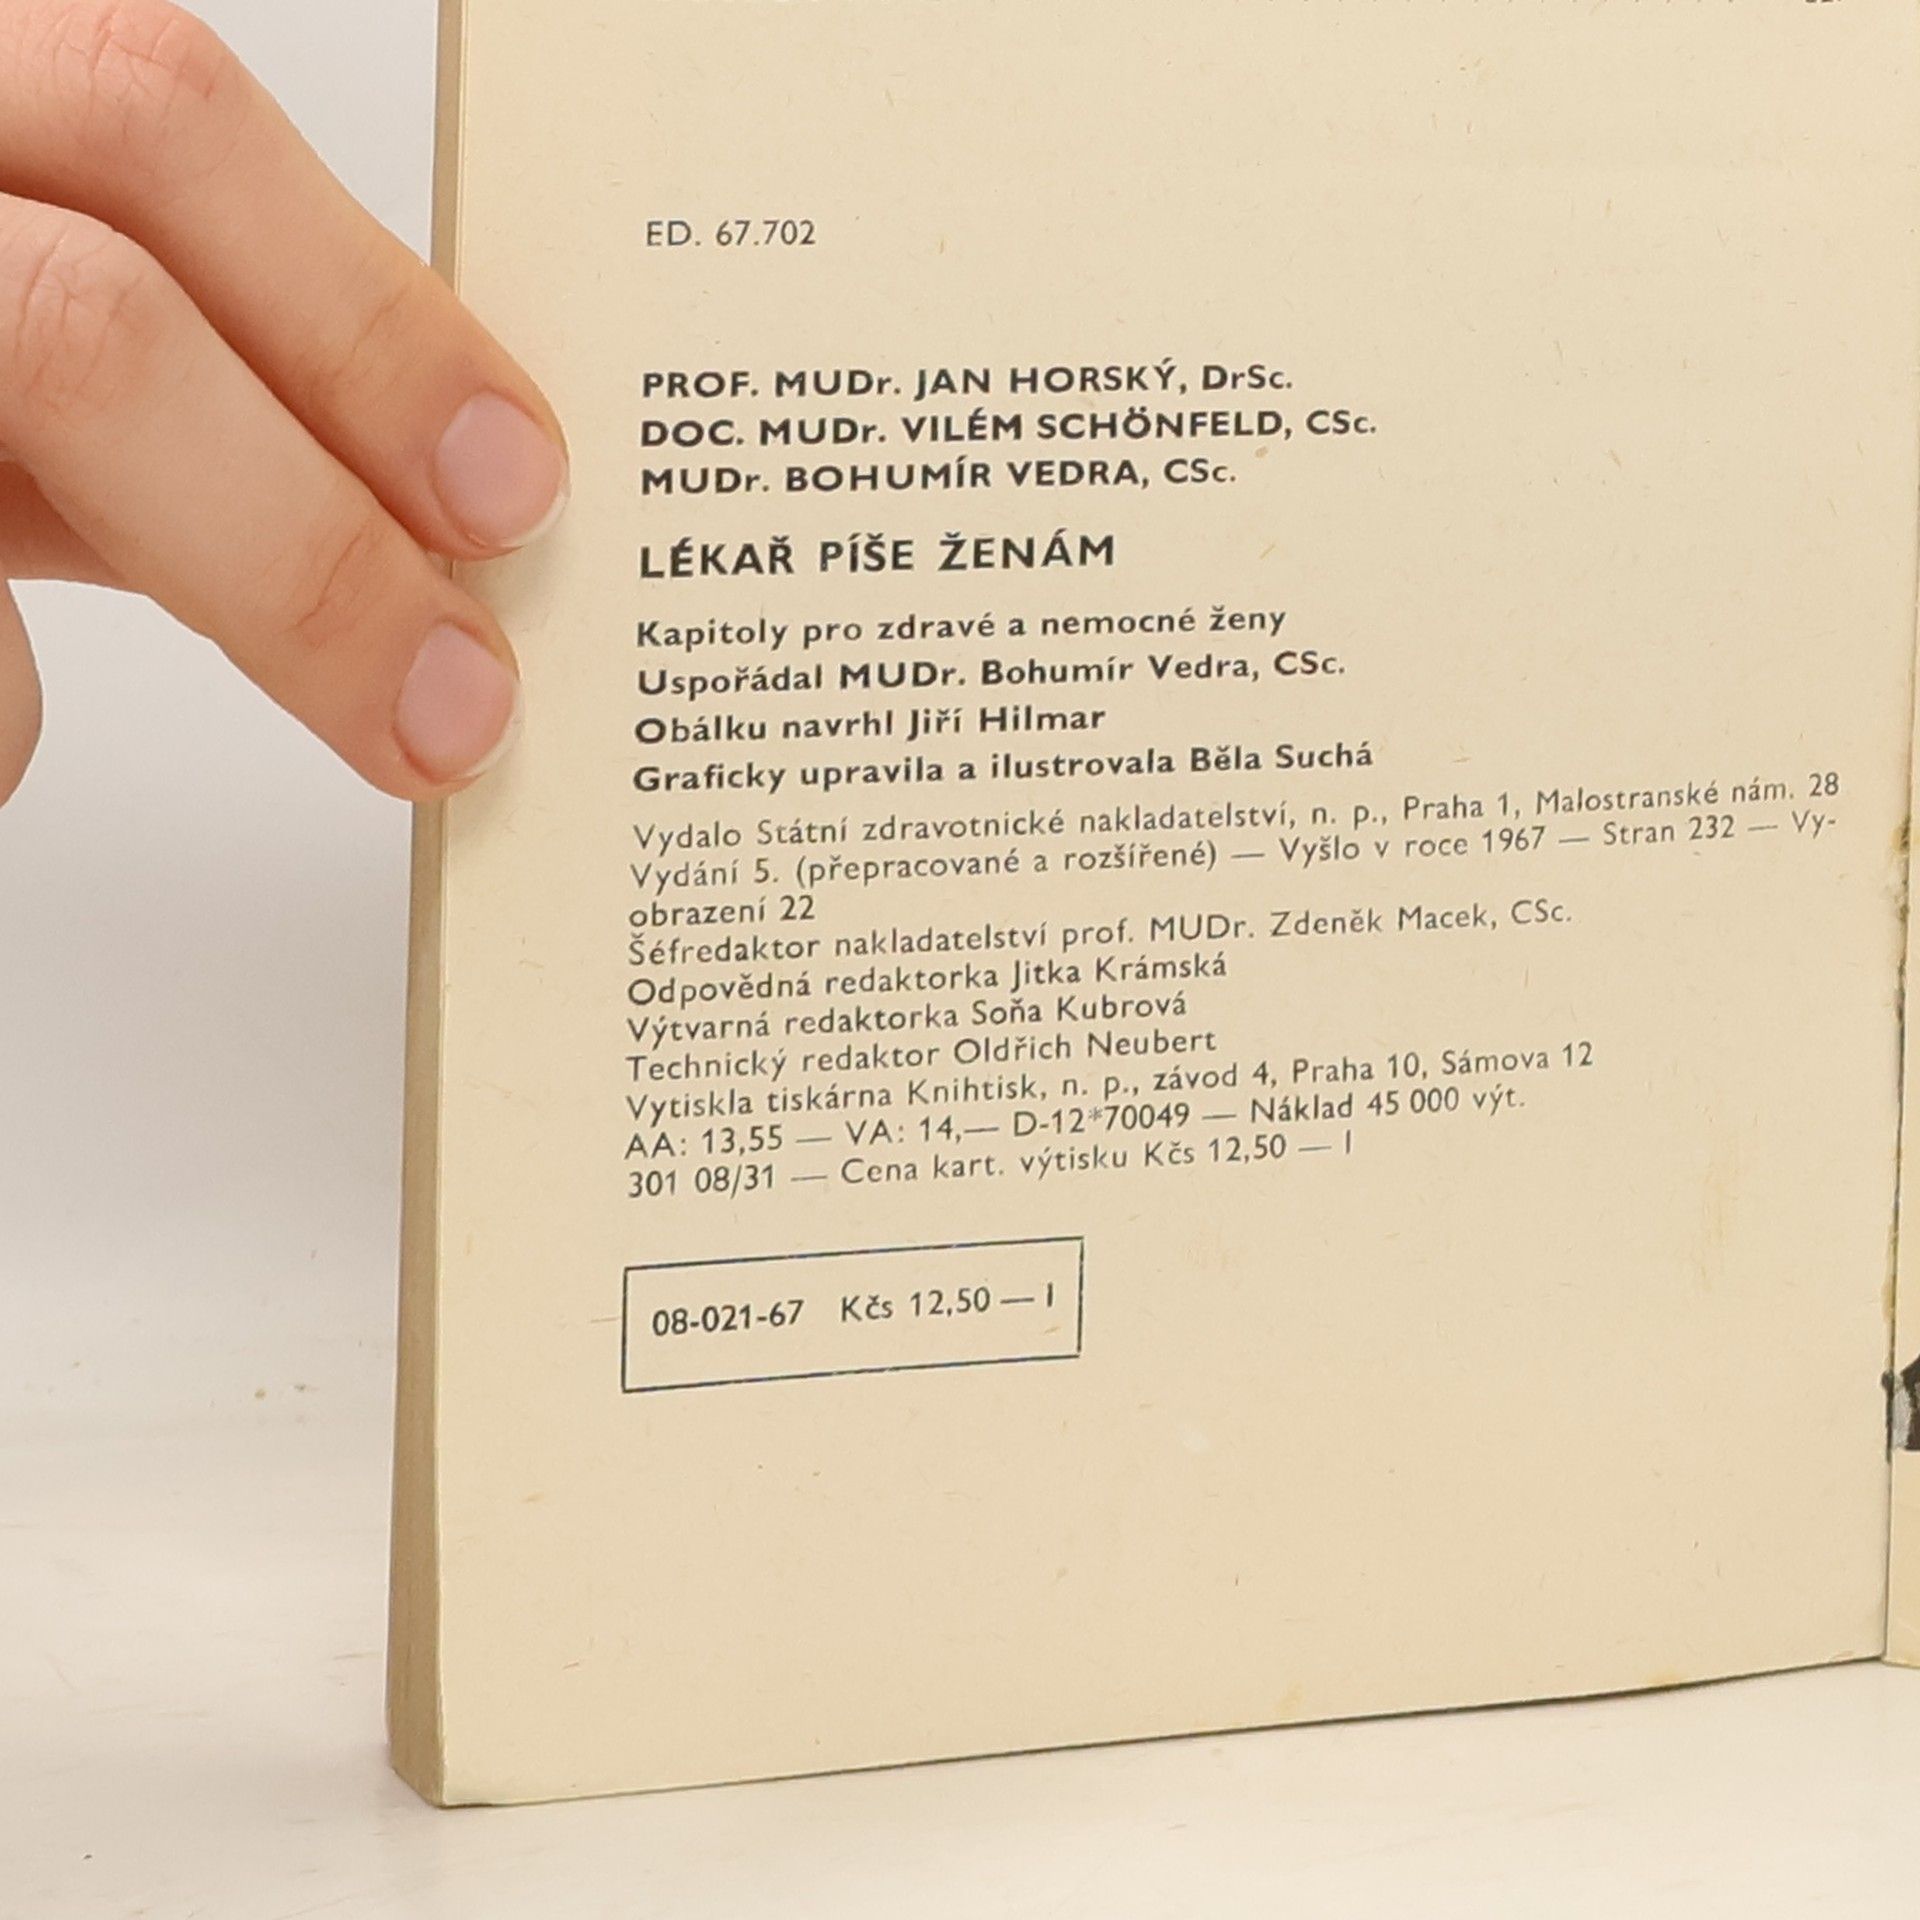 ED. 67.702
PROF. MUDr. JAN HORSKÝ, DrSc.
DOC. MUDr. VILÉM SCHÖNFELD, CSc.
MUDr. BOHUMÍR VEDRA, CSc.
LÉKAŘ PÍŠE ŽENÁM
Kapitoly pro zdravé a nemocné ženy
Uspořádal MUDr. Bohumír Vedra, CSc.
Obálku navrhl Jiří Hilmar
Graficky upravila a ilustrovala Běla Suchá
Vydalo Státní zdravotnické nakladatelství, n. p., Praha 1, Malostranské nám. 28
Vydání 5. (přepracované a rozšířené) — Vyšlo v roce 1967 — Stran 232 — Vy-
obrazení 22
Šéfredaktor nakladatelství prof. MUDr. Zdeněk Macek, CSc.
Odpovědná redaktorka Jitka Krámská
Výtvarná redaktorka Soňa Kubrová
Technický redaktor Oldřich Neubert
Vytiskla tiskárna Knihtisk, n. p., závod 4, Praha 10, Sámova 12
AA: 13,55 — VA: 14,— D-12*70049 — Náklad 45 000 výt.
301 08/31 — Cena kart. výtisku Kčs 12,50 — I
08-021-67 Kčs 12,50 — I